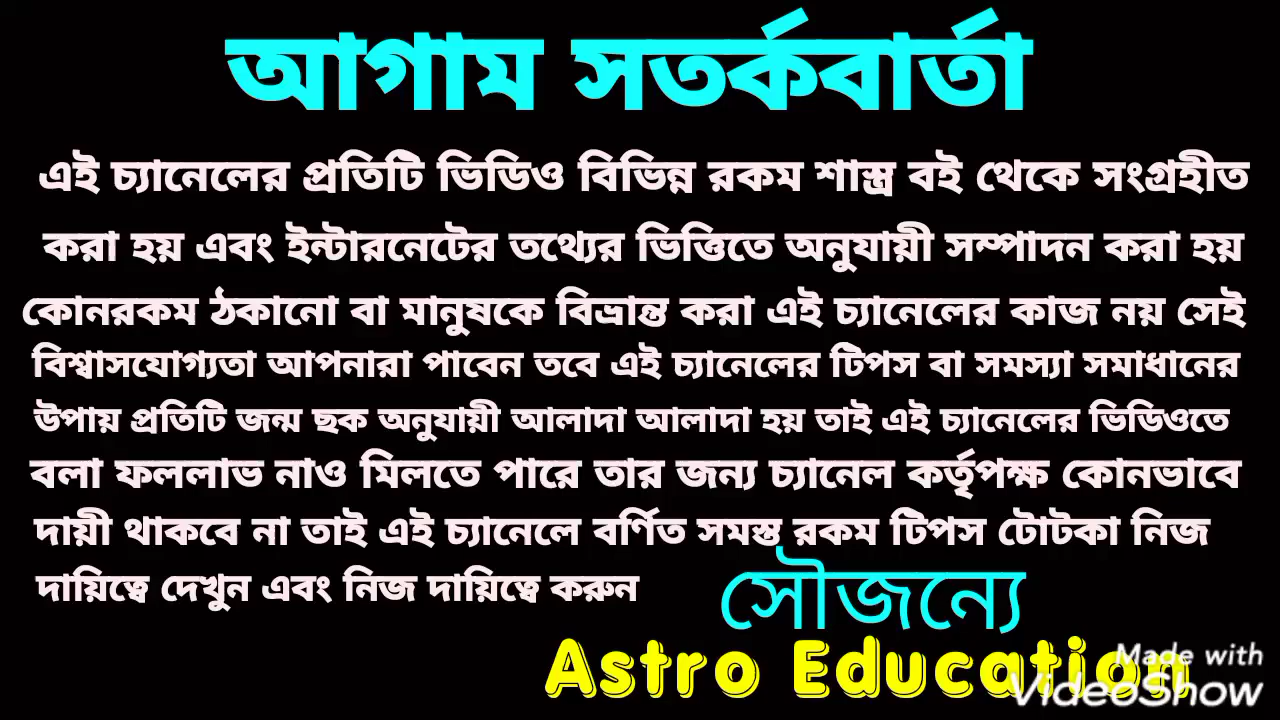 আগাম সতর্কবার্তা
এই চ্যানেলের প্রতিটি ভিডিও বিভিন্ন রকম শাস্ত্র বই থেকে সংগ্রহীত
করা হয় এবং ইন্টারনেটের তথ্যের ভিত্তিতে অনুযায়ী সম্পাদন করা হয়
কোনরকম ঠকানো বা মানুষকে বিভ্রান্ত করা এই চ্যানেলের কাজ নয় সেই
বিশ্বাসযোগ্যতা আপনারা পাবেন তবে এই চ্যানেলের টিপস বা সমস্যা সমাধানের
উপায় প্রতিটি জন্ম ছক অনুযায়ী আলাদা আলাদা হয় তাই এই চ্যানেলের ভিডিওতে
বলা ফললাভ নাও মিলতে পারে তার জন্য চ্যানেল কর্তৃপক্ষ কোনভাবে
দায়ী থাকবে না তাই এই চ্যানেলে বর্ণিত সমস্ত রকম টিপস টোটকা নিজ
দায়িত্বে দেখুন এবং নিজ দায়িত্বে করুন
সৌজন্যে
Astro Education
Made with
VideoShow